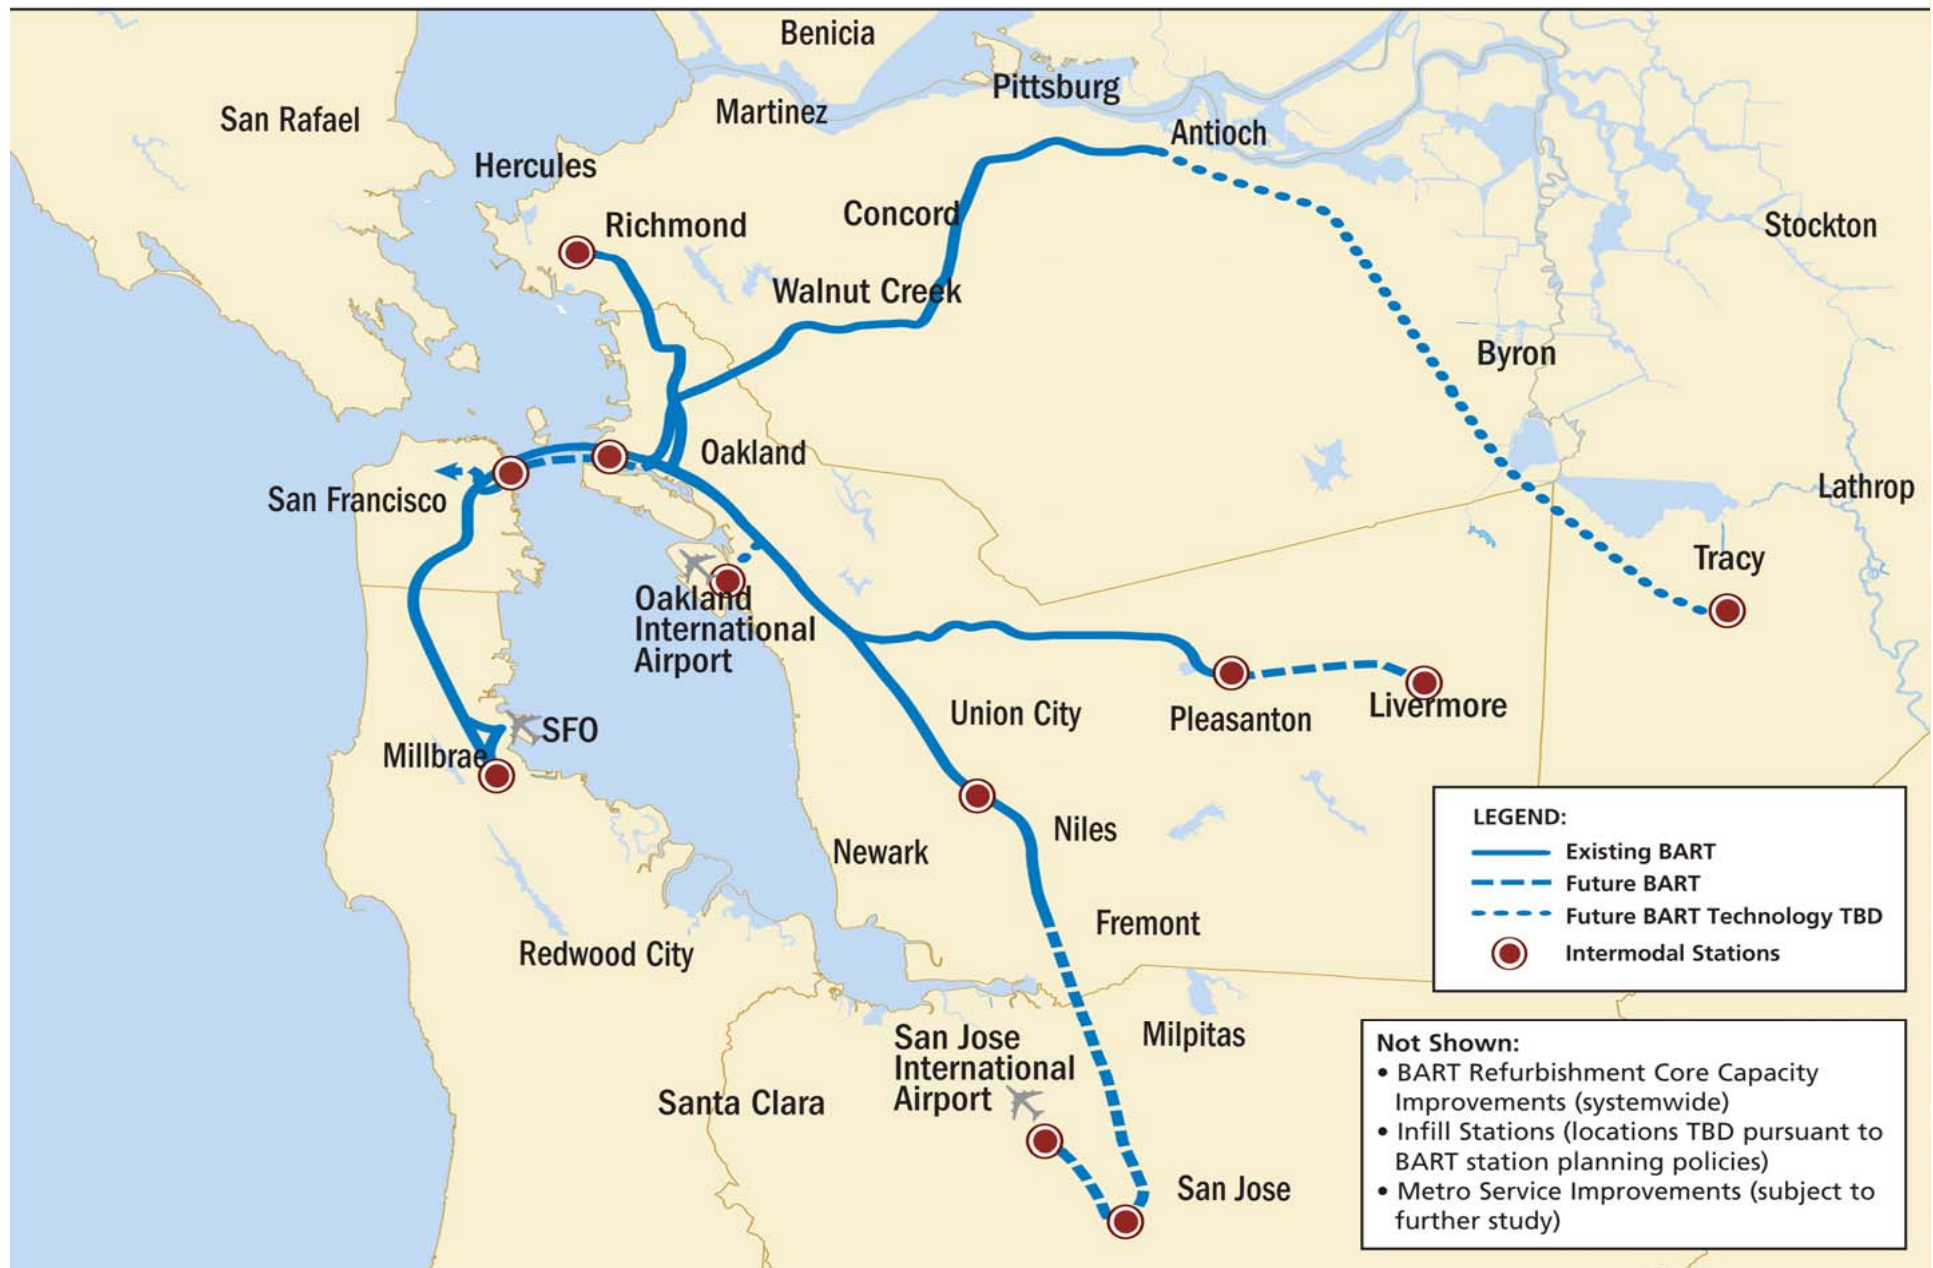 Benicia
Pittsburg
Martinez
San Rafael
Antioch
Hercules
Richmond
Concord
Stockton
Walnut Creek
Byron
Oakland
San Francisco
Lathrop
Tracy
Oakland
International
Airport
Union City
Pleasanton
Livermore
SFO
Millbrae
Niles
Newark
Fremont
Redwood City
San Jose
International
Airport
Milpitas
Santa Clara
San Jose
LEGEND:
Existing BART
Future BART
Future BART Technology TBD
Intermodal Stations
Not Shown:
• BART Refurbishment Core Capacity
Improvements (systemwide)
• Infill Stations (locations TBD pursuant to
BART station planning policies)
• Metro Service Improvements (subject to
further study)